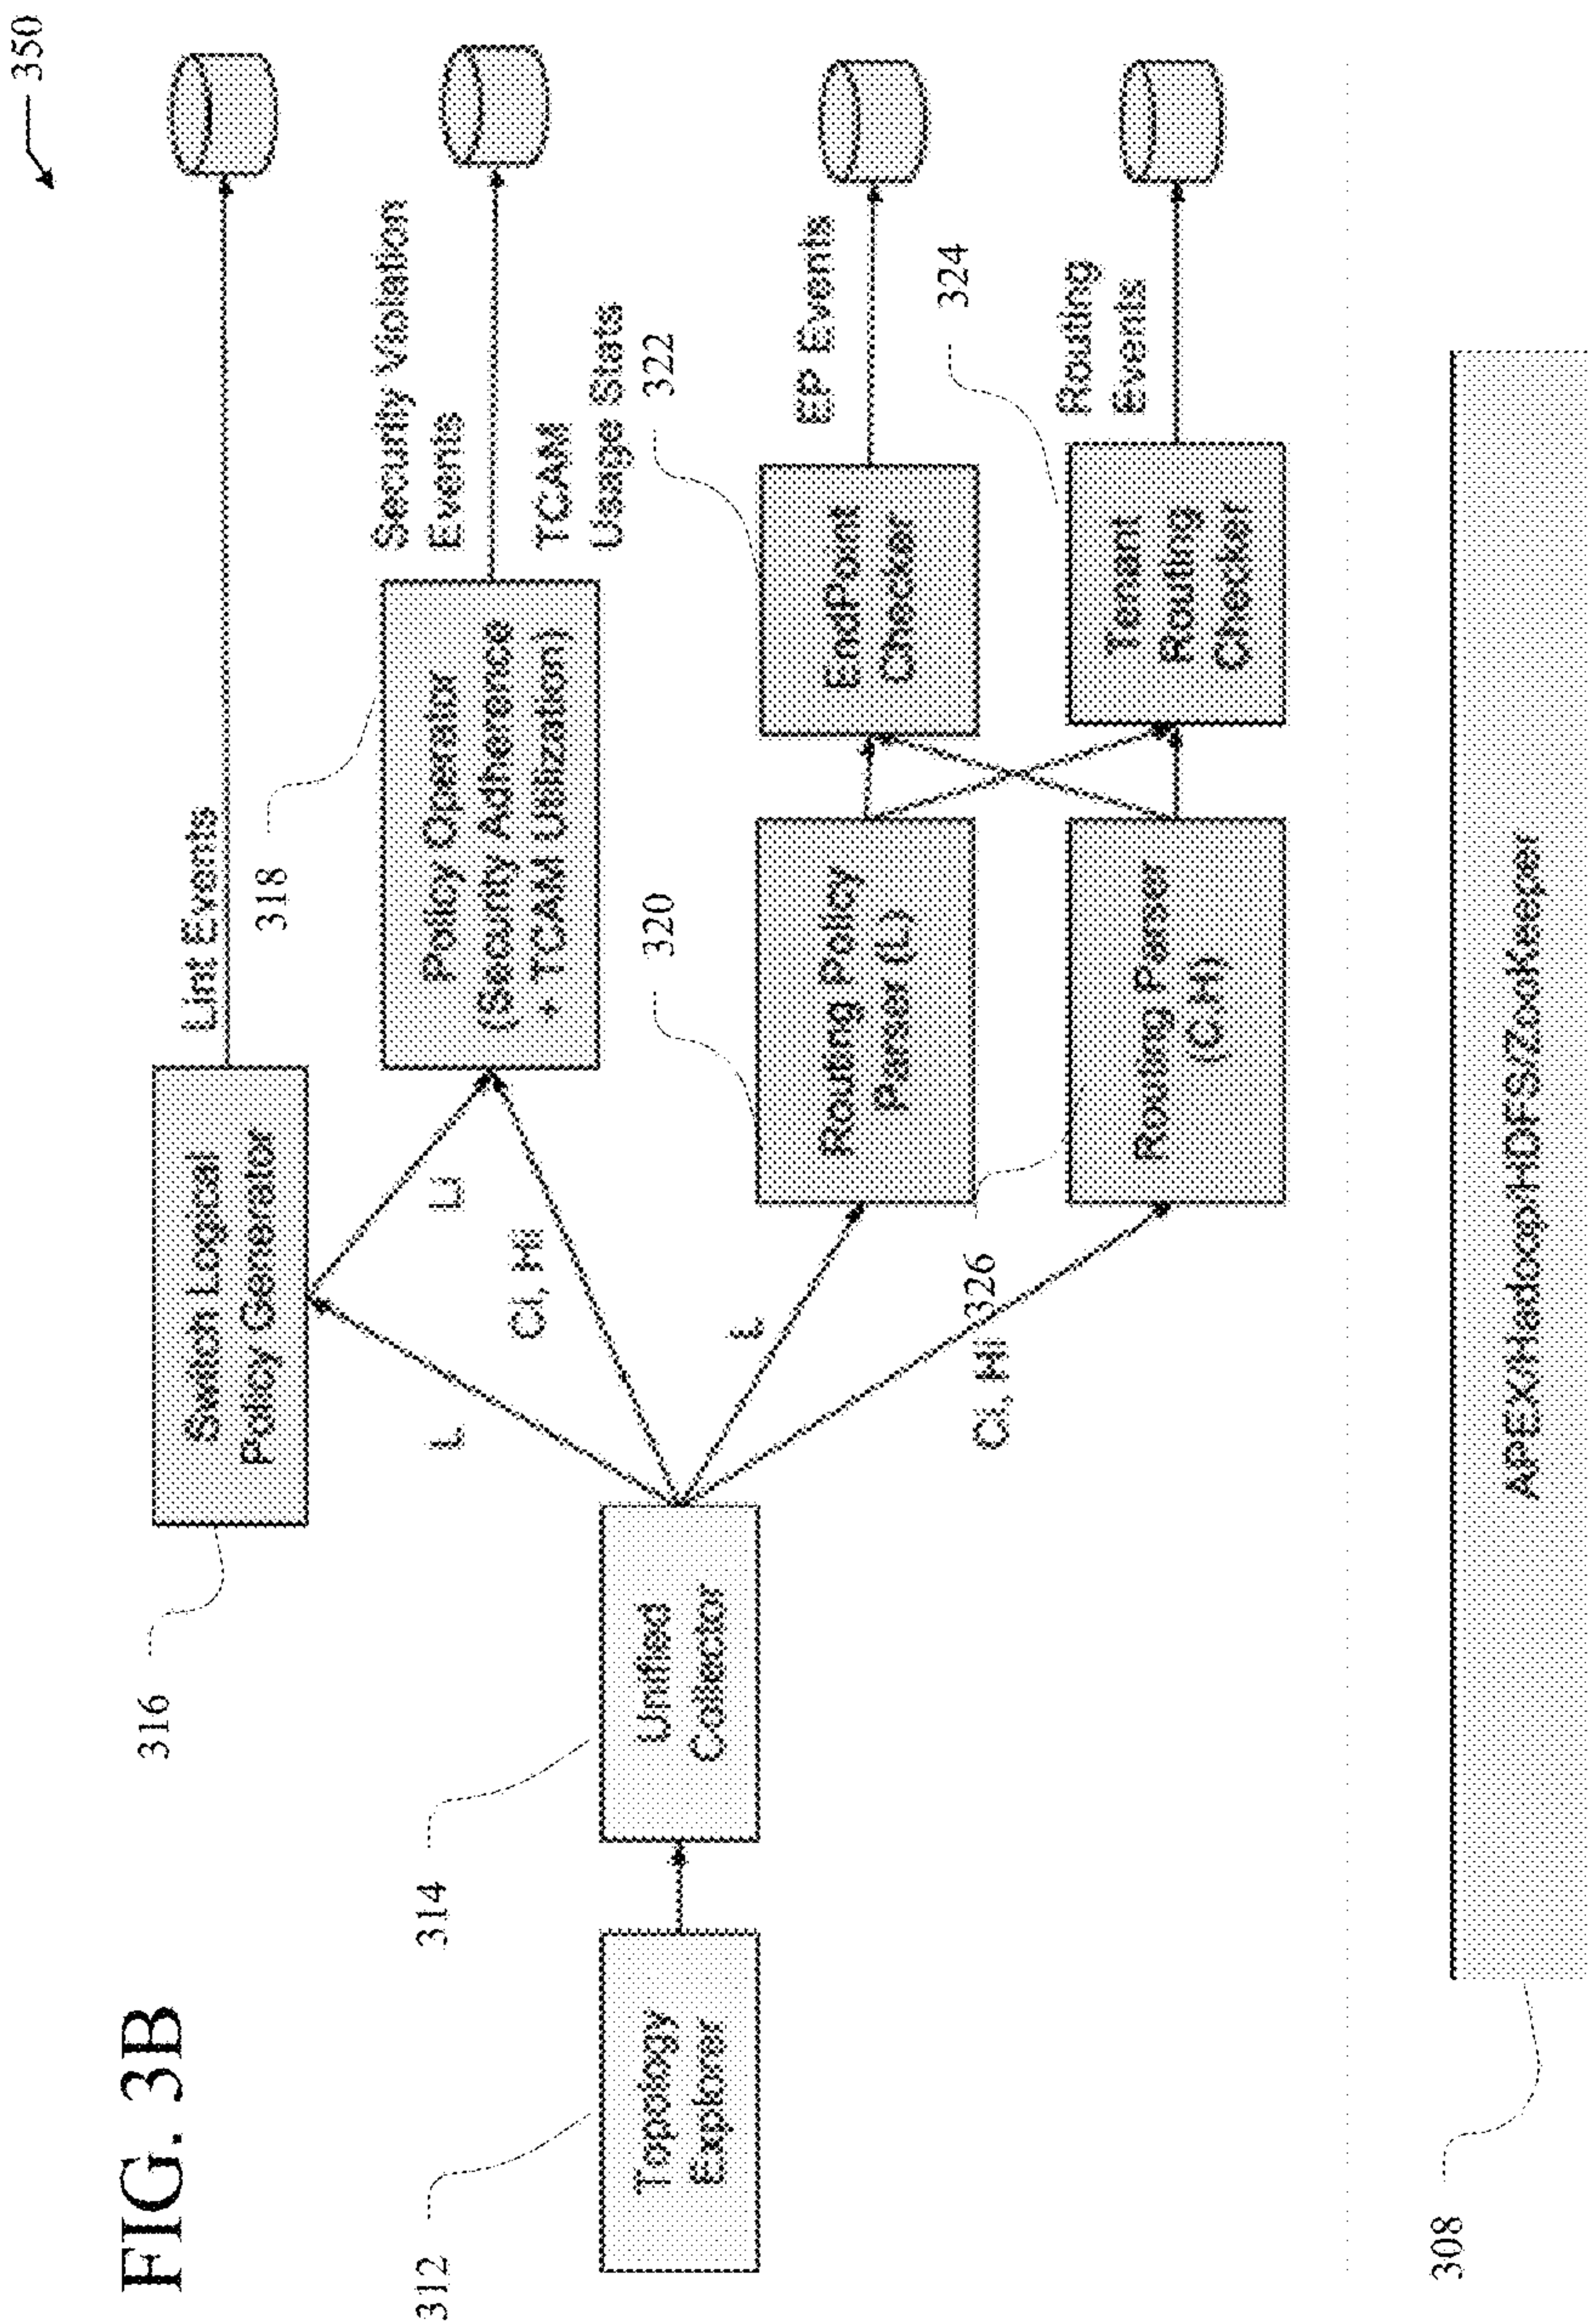 FIG. 3B
350
316
Switch Logical
Policy Generator
Lint Events
L
Li
Ci, Hi
318
Policy Operator
(Security Adherence
+ TCAM Utilization)
Security Violation
Events
TCAM
Usage Stats
312
Topology
Explorer
314
Unified
Collector
L
320
Routing Policy
Parser (L)
322
EndPoint
Checker
EP Events
Ci, Hi
326
Routing Parser
(C,H)
324
Tenant
Routing
Checker
Routing
Events
308
APEX/Hadoop/HDFS/ZooKeeper